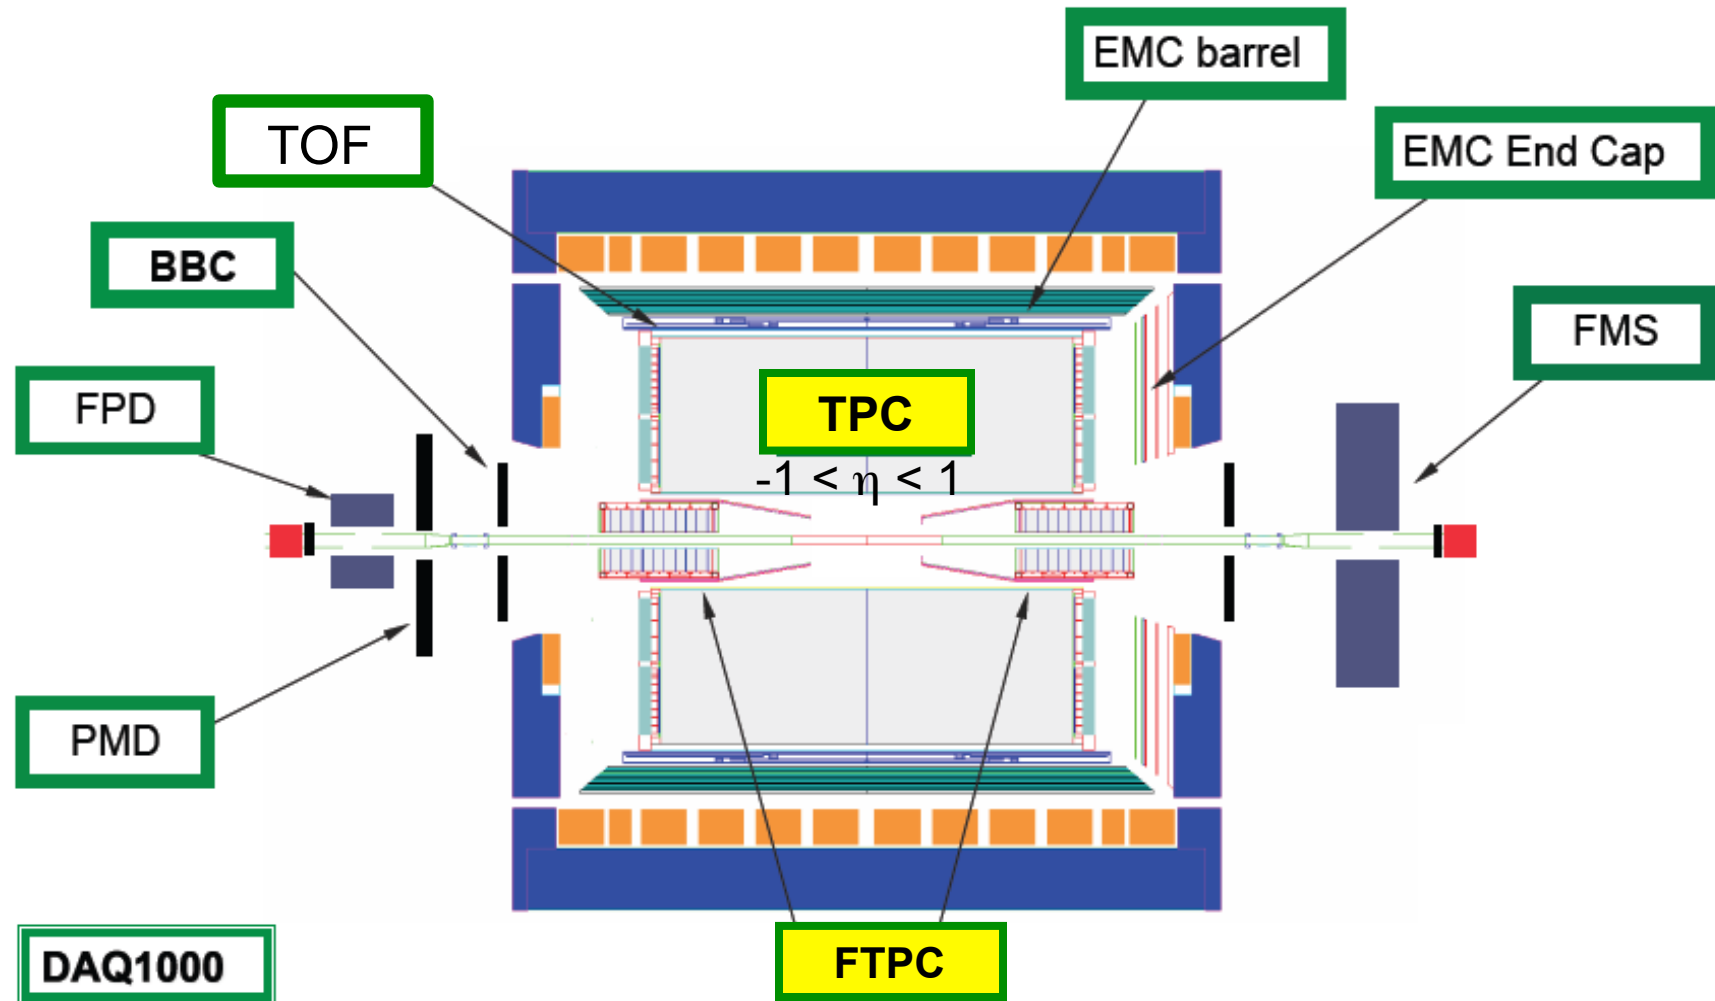 EMC barrel
TOF
EMC End Cap
BBC
FMS
FPD
TPC
-1 < η < 1
PMD
FTPC
DAQ1000